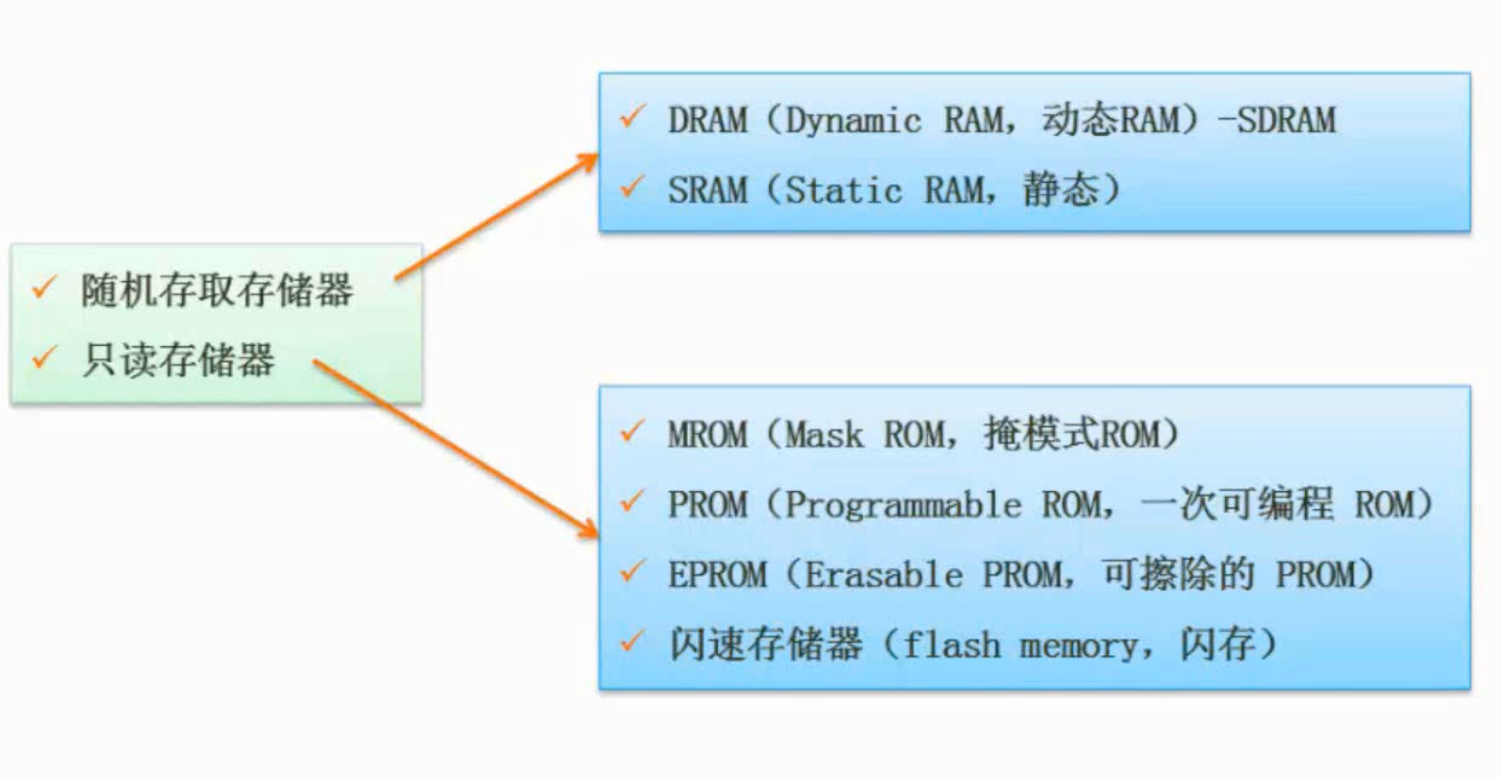 DRAM（Dynamic RAM，动态RAM）-SDRAM
SRAM（Static RAM，静态）
随机存取存储器
只读存储器
MROM（Mask ROM，掩模式ROM）
PROM（Programmable ROM，一次可编程 ROM）
EPROM（Erasable PROM，可擦除的 PROM）
闪速存储器（flash memory，闪存）